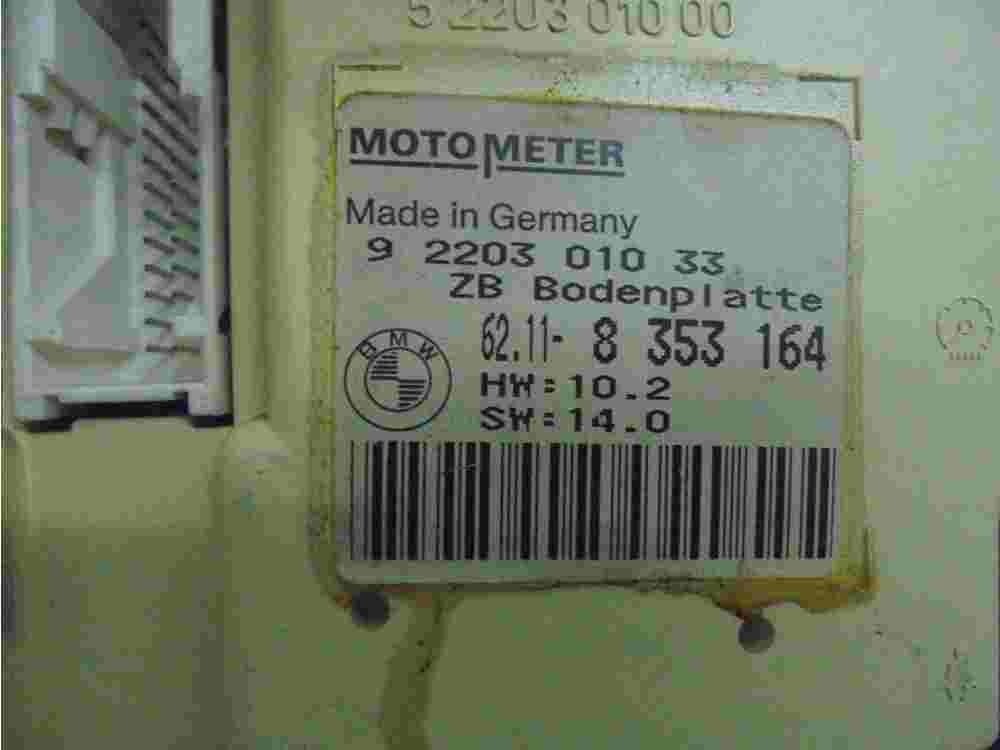 5 2203 010 00
MOTOMETER
Made in Germany
9 2203 010 33
ZB Bodenplatte
62.11- 8 353 164
BMW
HW:10.2
SW:14.0